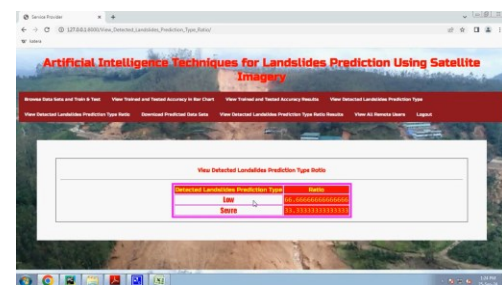 Service Provider
127.0.0.1:8000/View_Detected_Landslides_Prediction_Type_Ratio/
Artificial Intelligence Techniques for Landslides Prediction Using Satellite
Imagery
Browse Data Sets and Train & Test View Trained and Tested Accuracy in Bar Chart View Trained and Tested Accuracy Results View Detected Landslides Prediction Type
View Detected Landslides Prediction Type Ratio Download Predicted Data Sets View Detected Landslides Prediction Type Ratio Results View All Remote Users Logout
View Detected Landslides Prediction Type Ratio
Detected Landslides Prediction Type Ratio
Low 66.66666666666666
Sevre 33.33333333333333